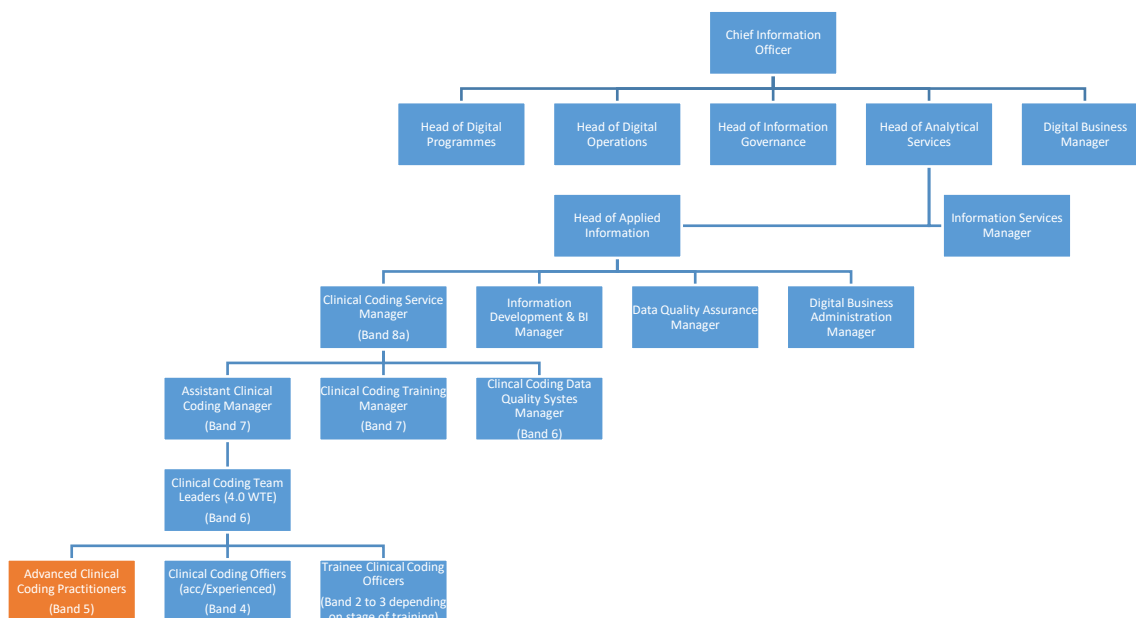 Chief Information
Officer
Head of Digital
Programmes
Head of Digital
Operations
Head of Information
Governance
Head of Analytical
Services
Digital Business
Manager
Head of Applied
Information
Information Services
Manager
Clinical Coding Service
Manager
(Band 8a)
Information
Development & BI
Manager
Data Quality Assurance
Manager
Digital Business
Administration
Manager
Assistant Clinical
Coding Manager
(Band 7)
Clinical Coding Training
Manager
(Band 7)
Clincal Coding Data
Quality Systes
Manager
(Band 6)
Clinical Coding Team
Leaders (4.0 WTE)
(Band 6)
Advanced Clinical
Coding Practitioners
(Band 5)
Clinical Coding Offiers
(acc/Experienced)
(Band 4)
Trainee Clinical Coding
Officers
(Band 2 to 3 depending
on stage of training)